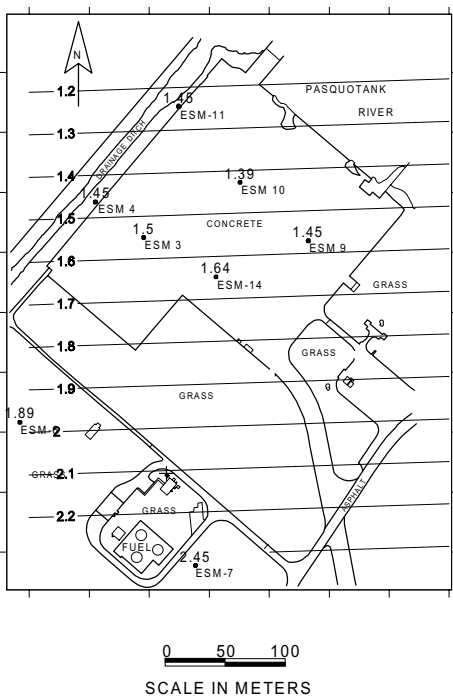 N
1.2
PASQUOTANK
RIVER
1.45
ESM-11
1.3
DRAINAGE DITCH
1.4
1.39
ESM 10
1.45
ESM 4
1.5
CONCRETE
1.5
ESM 3
1.45
ESM 9
1.6
1.64
ESM-14
1.7
GRASS
1.8
GRASS
1.9
GRASS
1.89
2
GRASS
2.1
GRASS
ASPHALT
2.2
FUEL
2.45
ESM-7
0 50 100
SCALE IN METERS